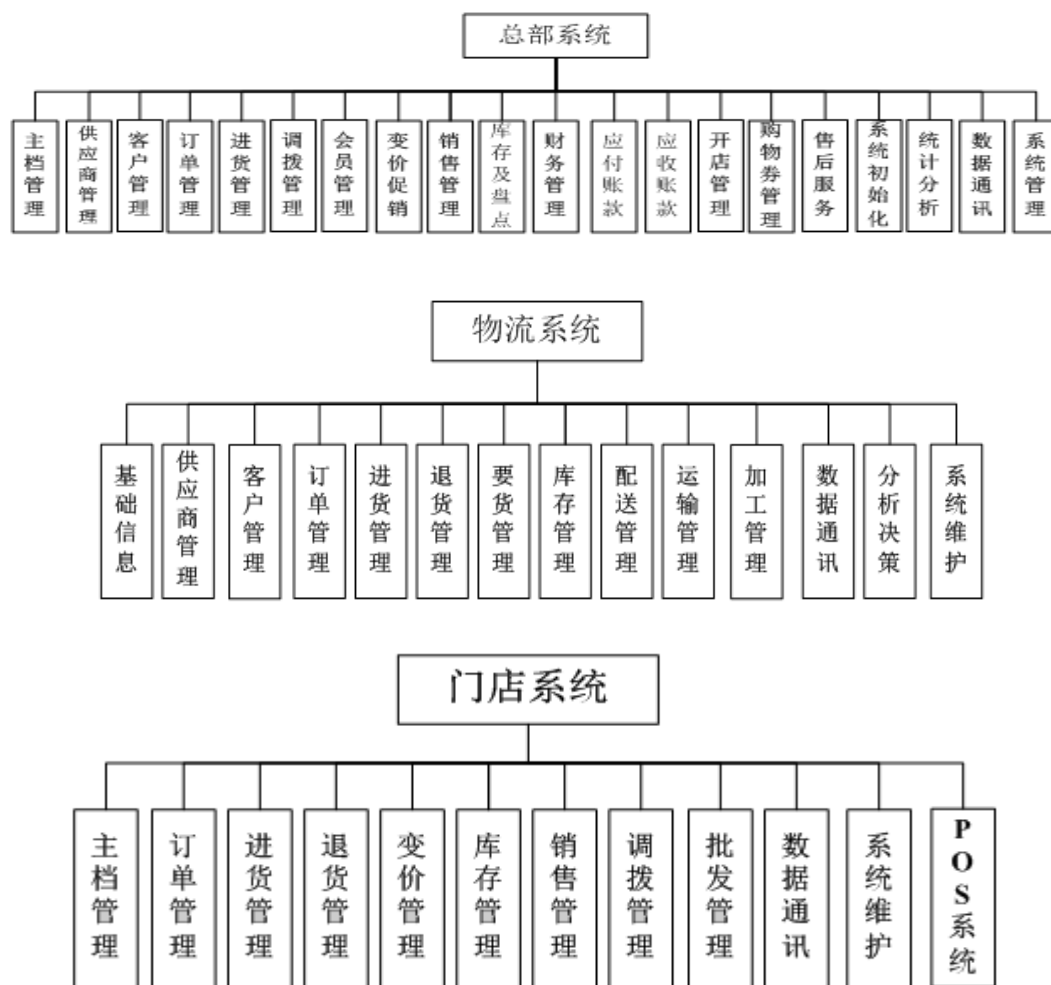 总部系统
主档管理
供应商管理
客户管理
订单管理
进货管理
调拨管理
会员管理
变价促销
销售管理
库存及盘点
财务管理
应付账款
应收账款
开店管理
购物券管理
售后服务
系统初始化
统计分析
数据通讯
系统管理
物流系统
基础信息
供应商管理
客户管理
订单管理
进货管理
退货管理
要货管理
库存管理
配送管理
运输管理
加工管理
数据通讯
分析决策
系统维护
门店系统
主档管理
订单管理
进货管理
退货管理
变价管理
库存管理
销售管理
调拨管理
批发管理
数据通讯
系统维护
POS系统